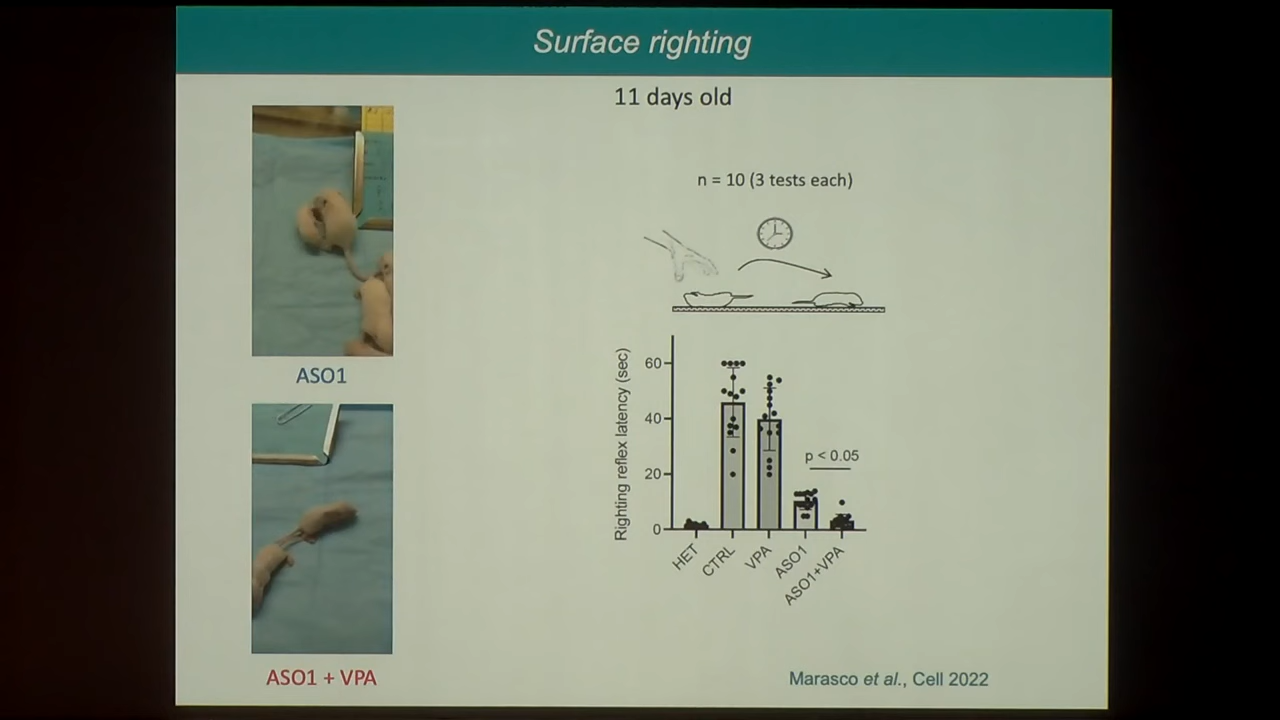 Surface righting
11 days old
n = 10 (3 tests each)
ASO1
ASO1 + VPA
Righting reflex latency (sec)
60
40
20
0
p < 0.05
HET
CTRL
VPA
ASO1
ASO1+VPA
Marasco et al., Cell 2022